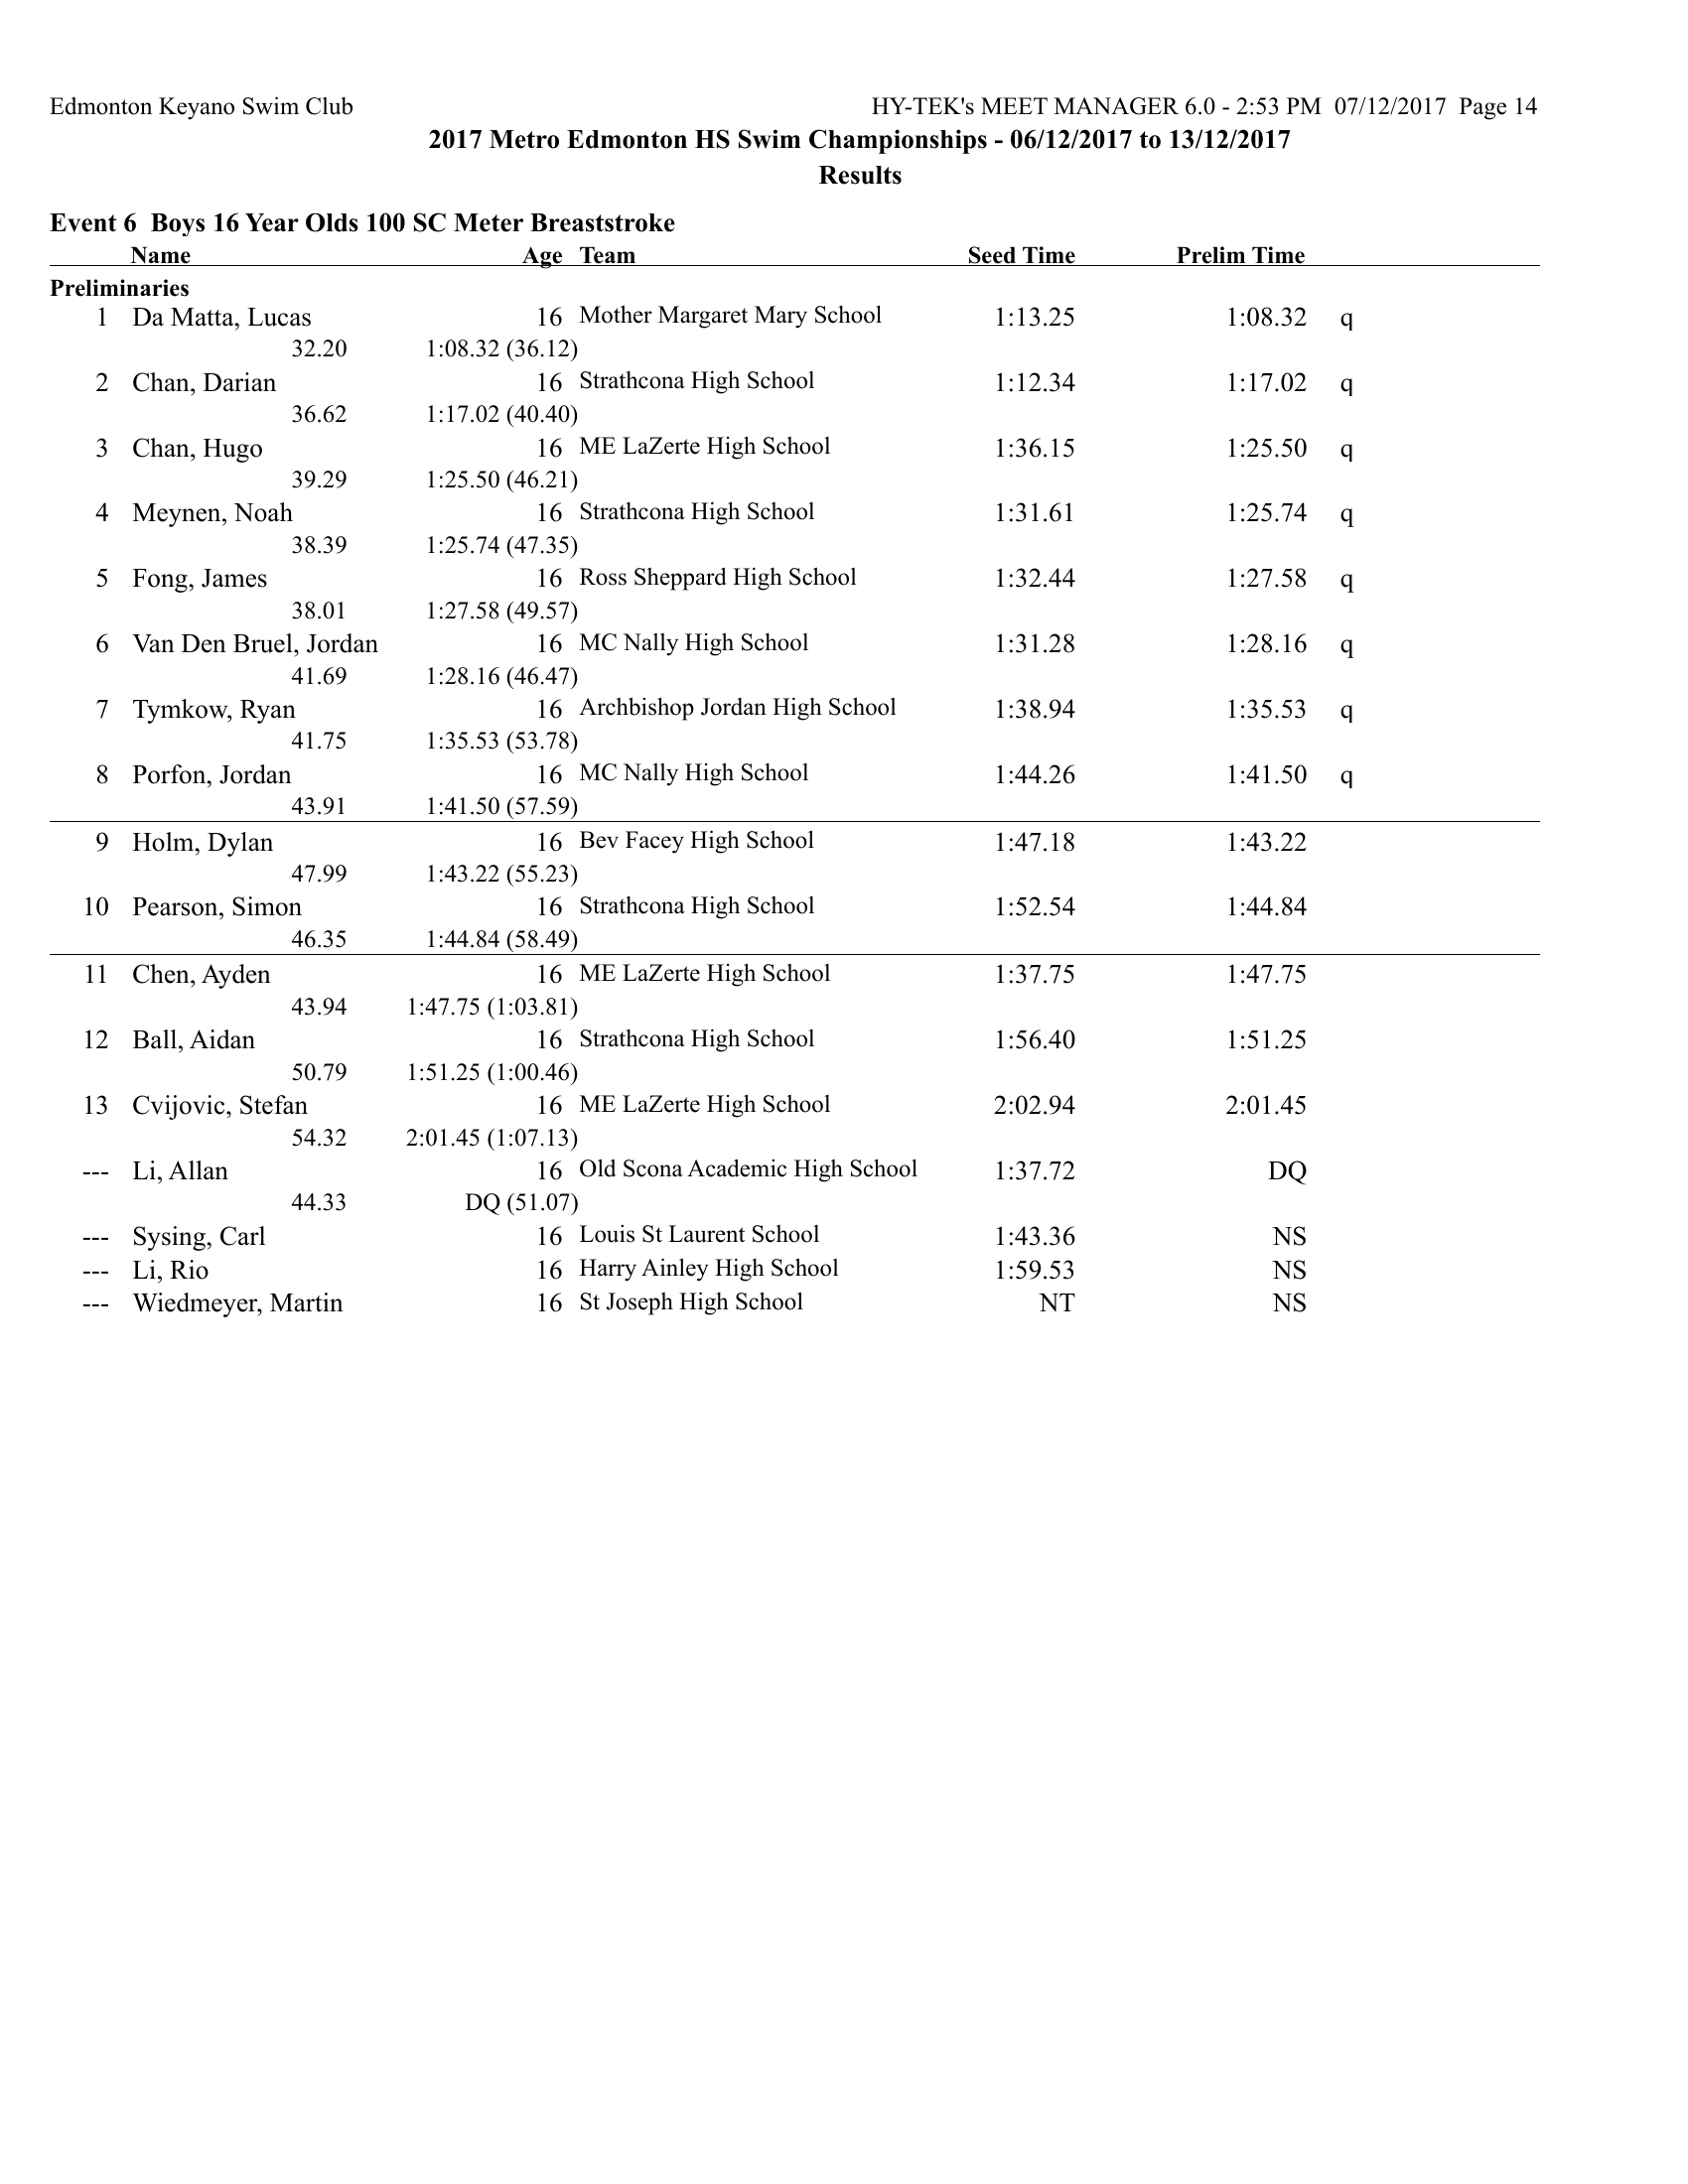 Edmonton Keyano Swim Club HY-TEK's MEET MANAGER 6.0 - 2:53 PM 07/12/2017 Page 14
2017 Metro Edmonton HS Swim Championships - 06/12/2017 to 13/12/2017
Results
Event 6 Boys 16 Year Olds 100 SC Meter Breaststroke
Name Age Team Seed Time Prelim Time
Preliminaries
1 Da Matta, Lucas 16 Mother Margaret Mary School 1:13.25 1:08.32 q
32.20 1:08.32 (36.12)
2 Chan, Darian 16 Strathcona High School 1:12.34 1:17.02 q
36.62 1:17.02 (40.40)
3 Chan, Hugo 16 ME LaZerte High School 1:36.15 1:25.50 q
39.29 1:25.50 (46.21)
4 Meynen, Noah 16 Strathcona High School 1:31.61 1:25.74 q
38.39 1:25.74 (47.35)
5 Fong, James 16 Ross Sheppard High School 1:32.44 1:27.58 q
38.01 1:27.58 (49.57)
6 Van Den Bruel, Jordan 16 MC Nally High School 1:31.28 1:28.16 q
41.69 1:28.16 (46.47)
7 Tymkow, Ryan 16 Archbishop Jordan High School 1:38.94 1:35.53 q
41.75 1:35.53 (53.78)
8 Porfon, Jordan 16 MC Nally High School 1:44.26 1:41.50 q
43.91 1:41.50 (57.59)
9 Holm, Dylan 16 Bev Facey High School 1:47.18 1:43.22
47.99 1:43.22 (55.23)
10 Pearson, Simon 16 Strathcona High School 1:52.54 1:44.84
46.35 1:44.84 (58.49)
11 Chen, Ayden 16 ME LaZerte High School 1:37.75 1:47.75
43.94 1:47.75 (1:03.81)
12 Ball, Aidan 16 Strathcona High School 1:56.40 1:51.25
50.79 1:51.25 (1:00.46)
13 Cvijovic, Stefan 16 ME LaZerte High School 2:02.94 2:01.45
54.32 2:01.45 (1:07.13)
--- Li, Allan 16 Old Scona Academic High School 1:37.72 DQ
44.33 DQ (51.07)
--- Sysing, Carl 16 Louis St Laurent School 1:43.36 NS
--- Li, Rio 16 Harry Ainley High School 1:59.53 NS
--- Wiedmeyer, Martin 16 St Joseph High School NT NS